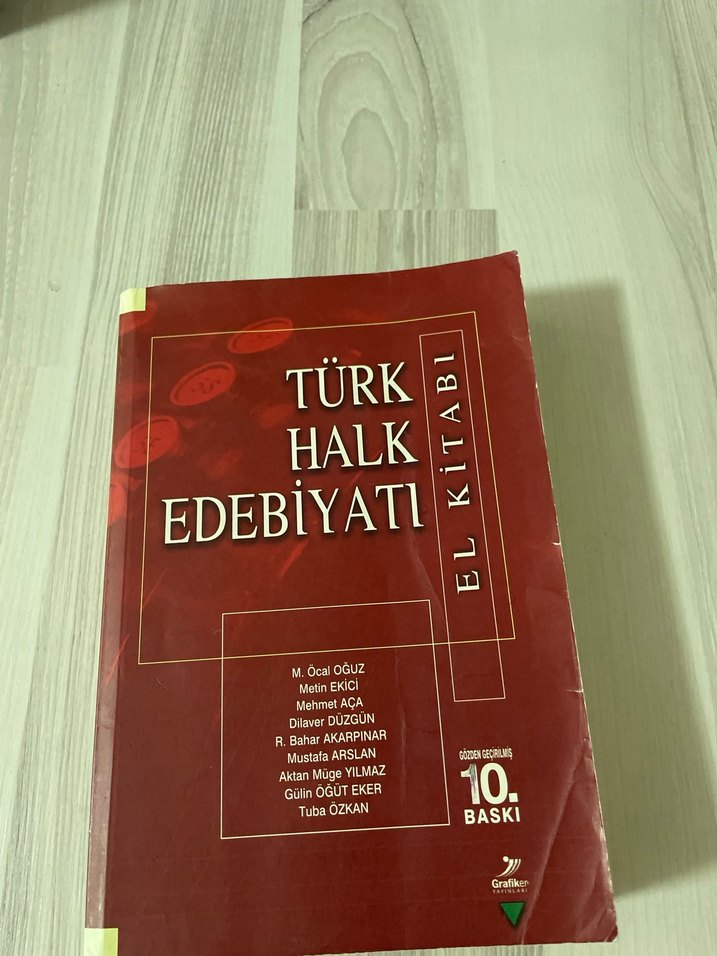 TÜRK
HALK
EDEBİYATI
EL KİTABI
M. Öcal OĞUZ
Metin EKİCİ
Mehmet AÇA
Dilaver DÜZGÜN
R. Bahar AKARPINAR
Mustafa ARSLAN
Aktan Müge YILMAZ
Gülin ÖĞÜT EKER
Tuba ÖZKAN
GÖZDEN GEÇİRİLMİŞ
10.
BASKI
Grafiker
YAYINLARI